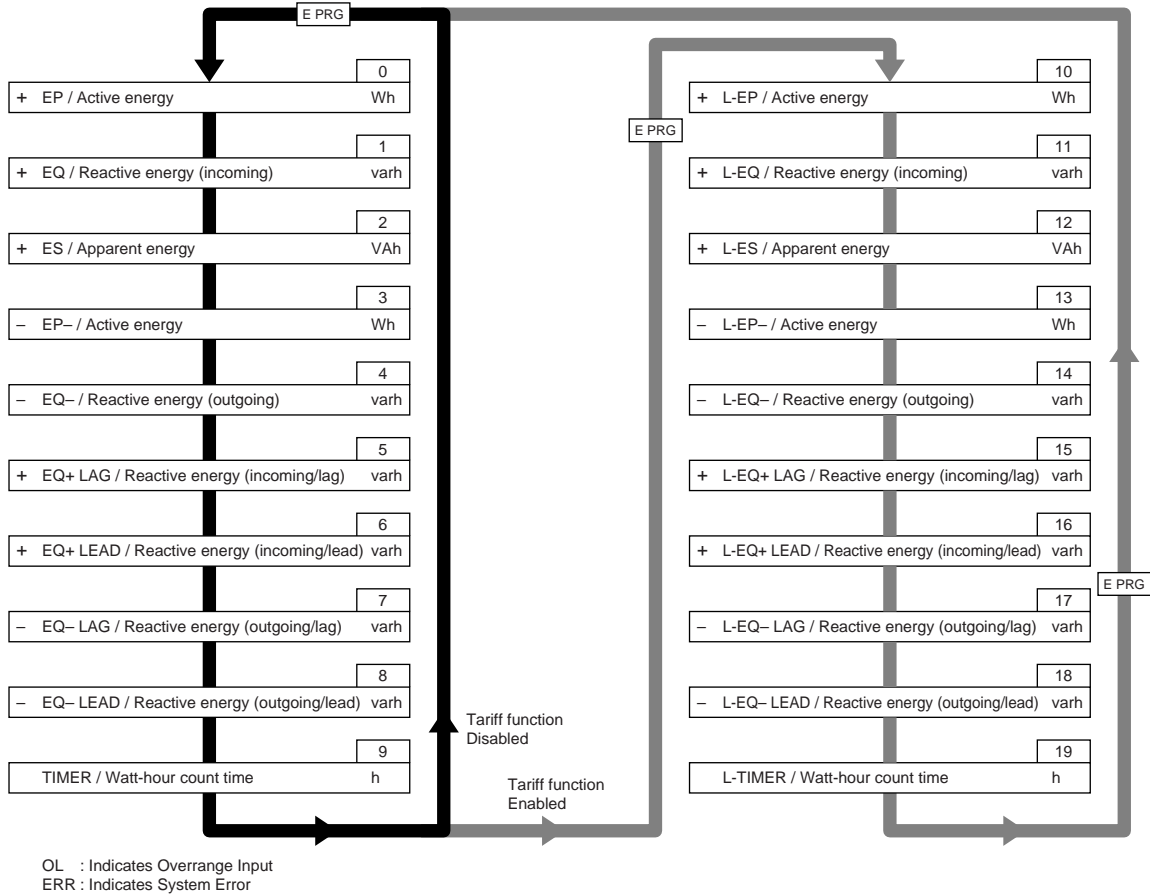 E PRG
0
+ EP / Active energy Wh
1
+ EQ / Reactive energy (incoming) varh
2
+ ES / Apparent energy VAh
3
– EP– / Active energy Wh
4
– EQ– / Reactive energy (outgoing) varh
5
+ EQ+ LAG / Reactive energy (incoming/lag) varh
6
+ EQ+ LEAD / Reactive energy (incoming/lead) varh
7
– EQ– LAG / Reactive energy (outgoing/lag) varh
8
– EQ– LEAD / Reactive energy (outgoing/lead) varh
9
TIMER / Watt-hour count time h
Tariff function
Disabled
Tariff function
Enabled
E PRG
10
+ L-EP / Active energy Wh
11
+ L-EQ / Reactive energy (incoming) varh
12
+ L-ES / Apparent energy VAh
13
– L-EP– / Active energy Wh
14
– L-EQ– / Reactive energy (outgoing) varh
15
+ L-EQ+ LAG / Reactive energy (incoming/lag) varh
16
+ L-EQ+ LEAD / Reactive energy (incoming/lead) varh
17
– L-EQ– LAG / Reactive energy (outgoing/lag) varh
18
– L-EQ– LEAD / Reactive energy (outgoing/lead) varh
19
L-TIMER / Watt-hour count time h
E PRG
OL : Indicates Overrange Input
ERR : Indicates System Error